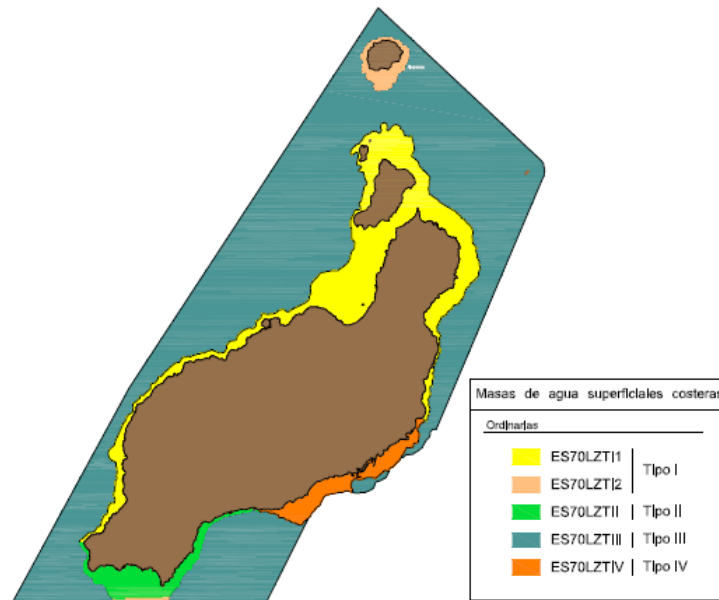 Masas de agua superficiales costeras
Ordinarias
ES70LZTI1
ES70LZTI2
Tipo I
ES70LZTII | Tipo II
ES70LZTIII | Tipo III
ES70LZTIV | Tipo IV